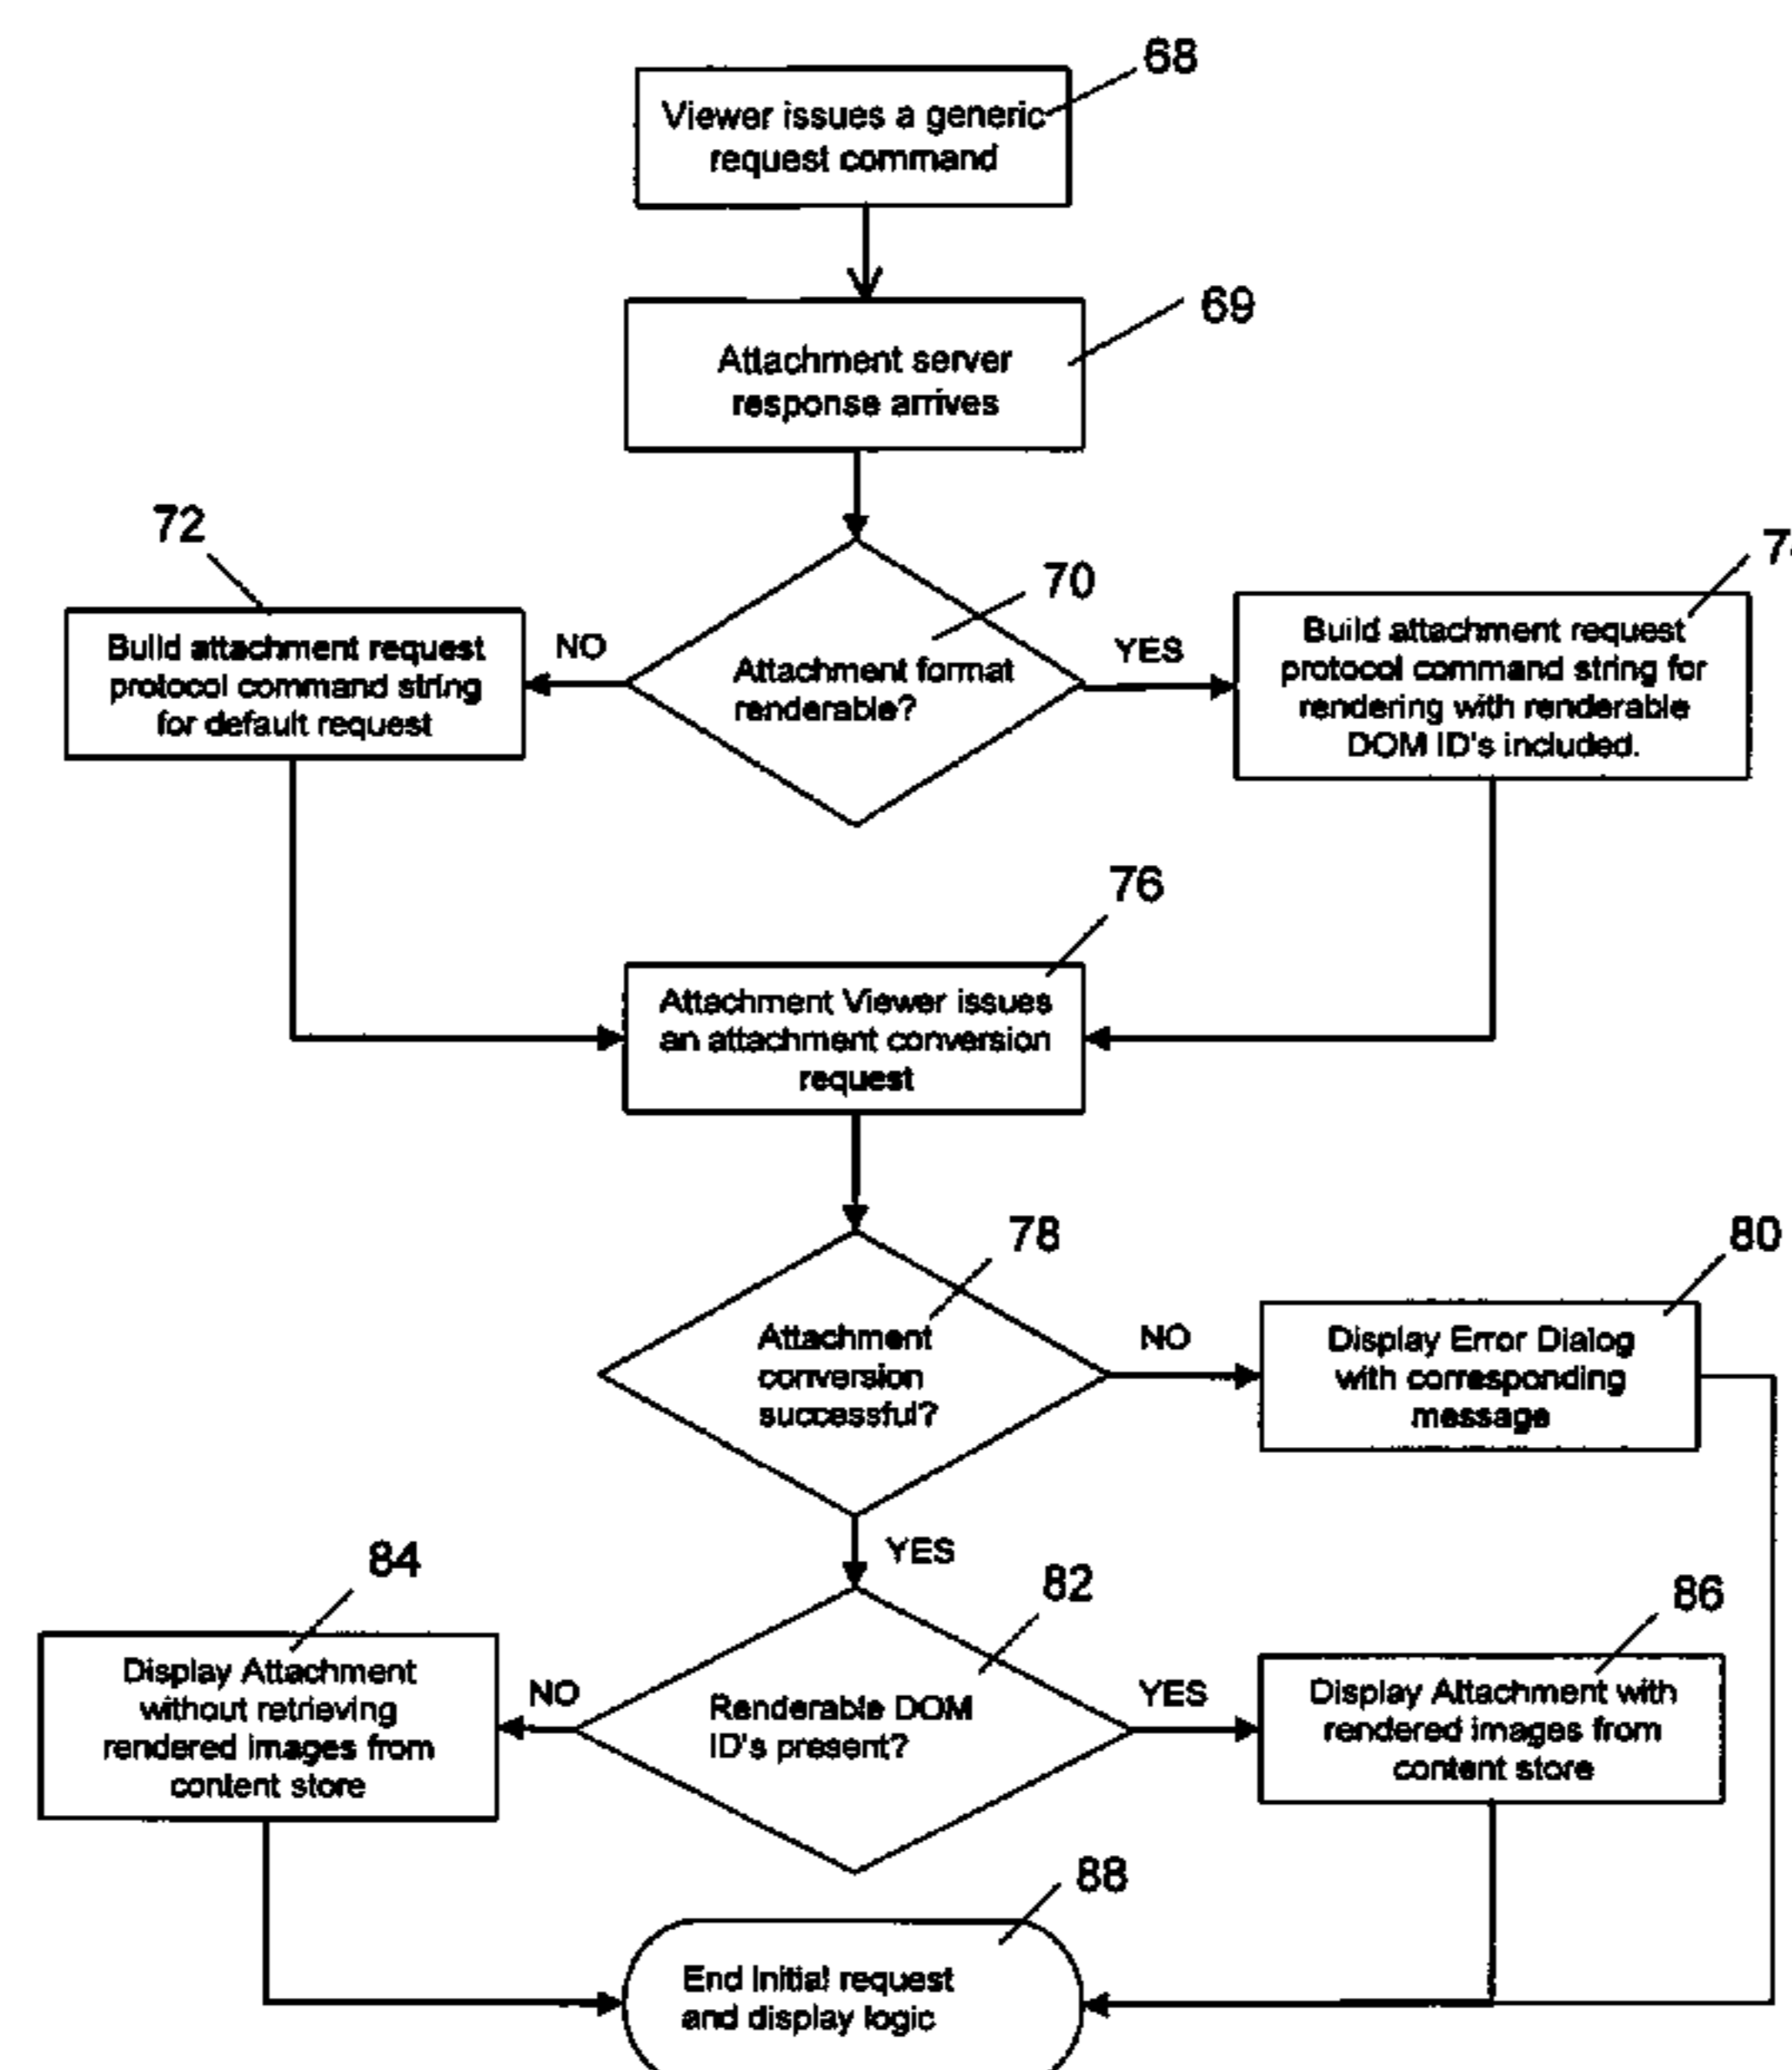 68
Viewer issues a generic
request command
69
Attachment server
response arrives
72
70
Build attachment request
protocol command string
for default request
NO
Attachment format
renderable?
YES
Build attachment request
protocol command string for
rendering with renderable
DOM ID's included.
76
Attachment Viewer issues
an attachment conversion
request
78
80
Attachment
conversion
successful?
NO
Display Error Dialog
with corresponding
message
YES
84
82
86
Display Attachment
without retrieving
rendered images from
content store
NO
Renderable DOM
ID's present?
YES
Display Attachment with
rendered images from
content store
88
End Initial request
and display logic